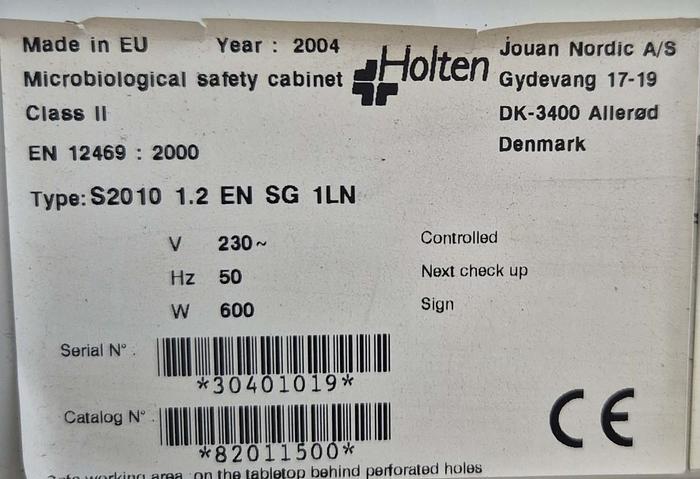 Made in EU Year : 2004
Microbiological safety cabinet
Class II
EN 12469 : 2000
Holten
Jouan Nordic A/S
Gydevang 17-19
DK-3400 Allerød
Denmark
Type: S2010 1.2 EN SG 1LN
V 230~
Hz 50
W 600
Controlled
Next check up
Sign
Serial N° .
*30401019*
Catalog N° .
*82011500*
CE
working area on the tabletop behind perforated holes